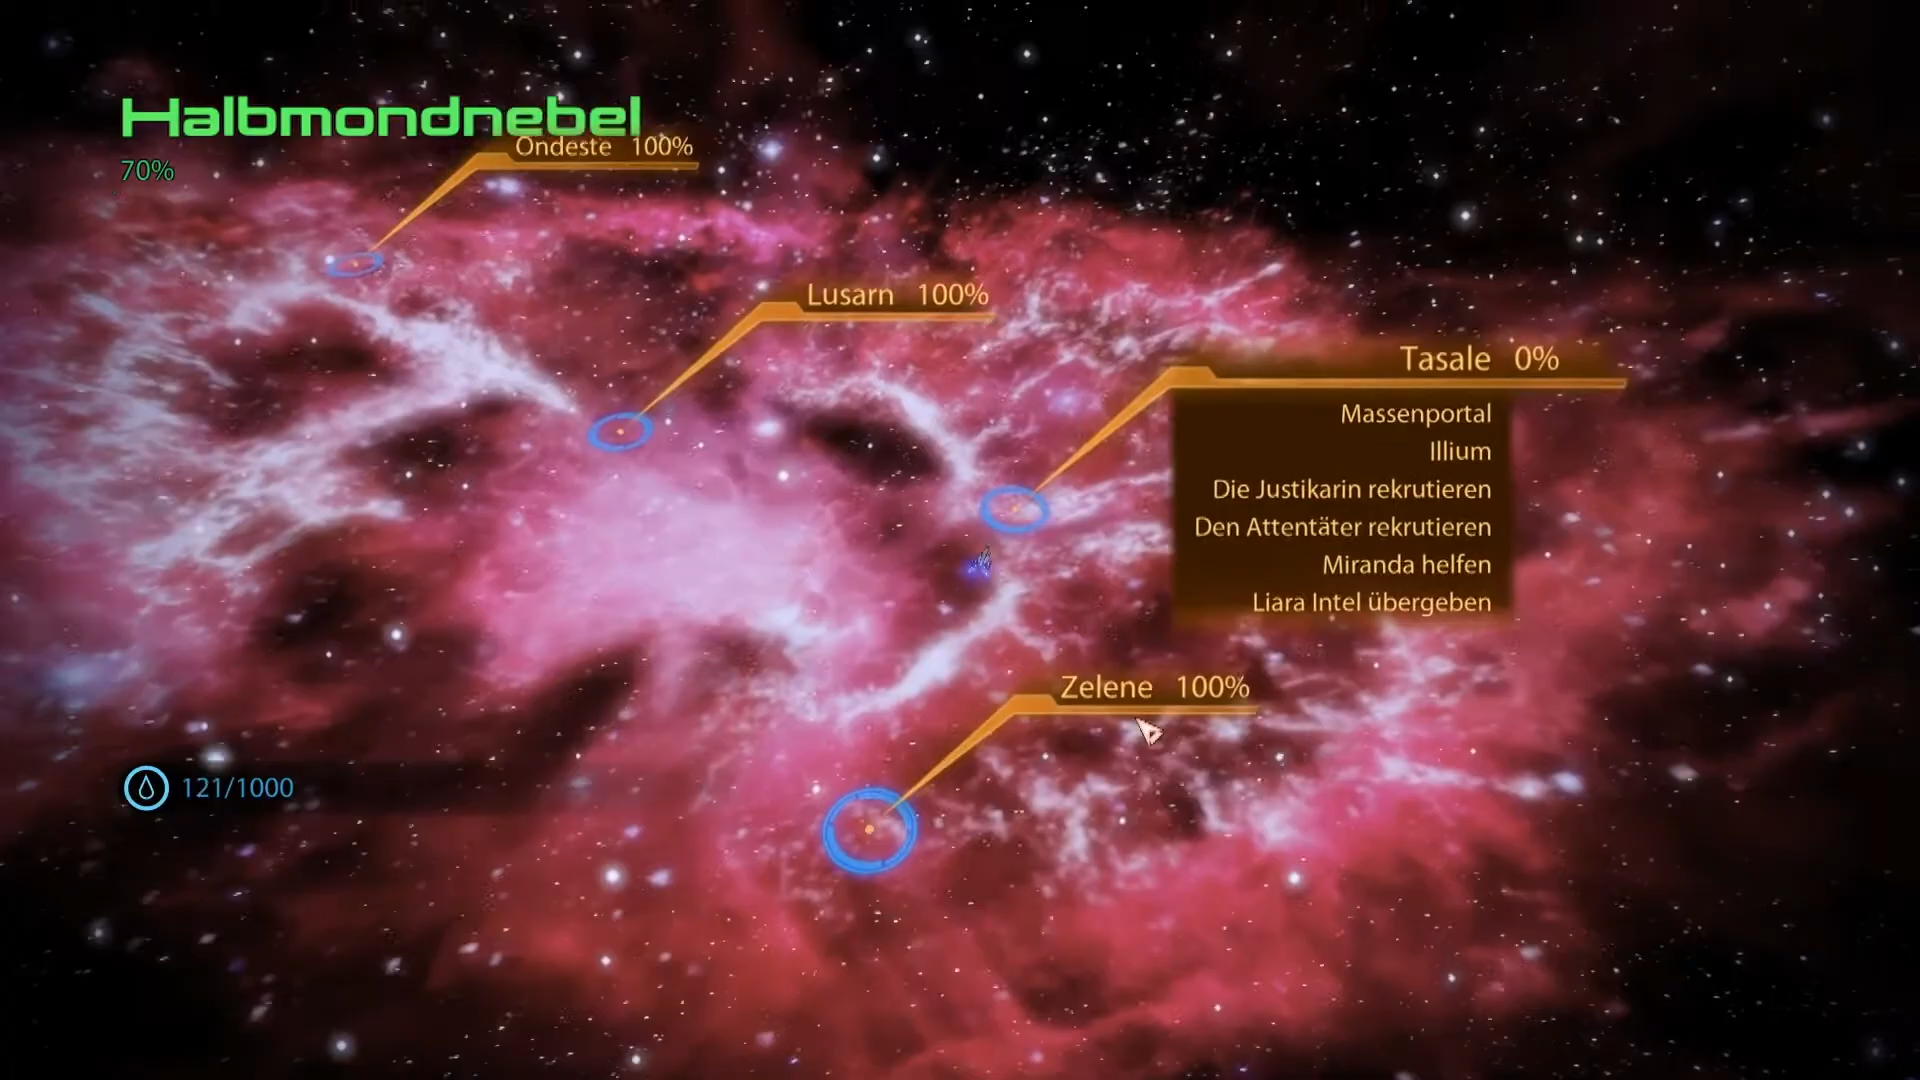 Halbmondnebel
70%
Ondeste 100%
Lusarn 100%
Tasale 0%
Massenportal
Illium
Die Justikarin rekrutieren
Den Attentäter rekrutieren
Miranda helfen
Liara Intel übergeben
Zelene 100%
121/1000